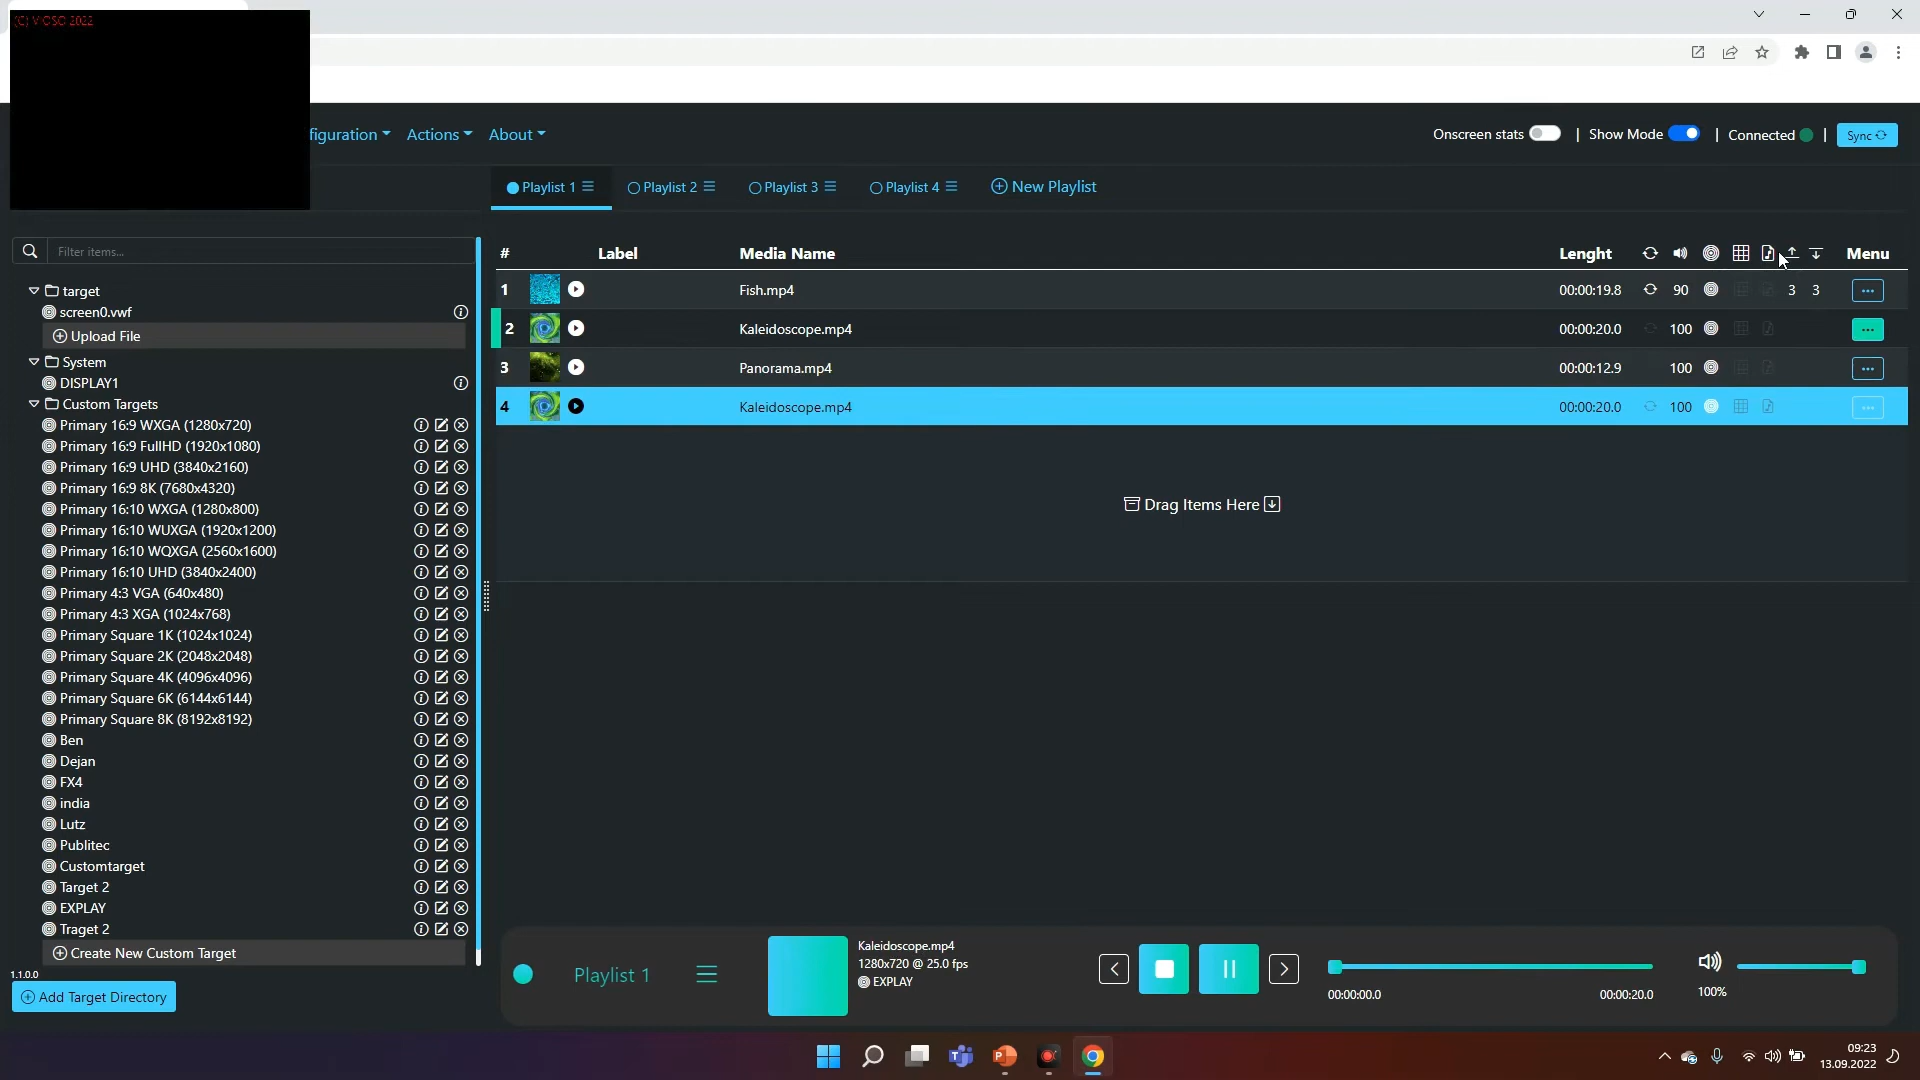 (C) VIOSO 2022
figuration Actions About
Onscreen stats | Show Mode | Connected | Sync
Playlist 1 Playlist 2 Playlist 3 Playlist 4 New Playlist
Filter items...
target
screen0.vwf
Upload File
System
DISPLAY1
Custom Targets
Primary 16:9 WXGA (1280x720)
Primary 16:9 FullHD (1920x1080)
Primary 16:9 UHD (3840x2160)
Primary 16:9 8K (7680x4320)
Primary 16:10 WXGA (1280x800)
Primary 16:10 WUXGA (1920x1200)
Primary 16:10 WQXGA (2560x1600)
Primary 16:10 UHD (3840x2400)
Primary 4:3 VGA (640x480)
Primary 4:3 XGA (1024x768)
Primary Square 1K (1024x1024)
Primary Square 2K (2048x2048)
Primary Square 4K (4096x4096)
Primary Square 6K (6144x6144)
Primary Square 8K (8192x8192)
Ben
Dejan
FX4
india
Lutz
Publitec
Customtarget
Target 2
EXPLAY
Traget 2
Create New Custom Target
1.1.0.0
Add Target Directory
# Label Media Name Lenght Menu
1 Fish.mp4 00:00:19.8 90 3 3 ...
2 Kaleidoscope.mp4 00:00:20.0 100 ...
3 Panorama.mp4 00:00:12.9 100 ...
4 Kaleidoscope.mp4 00:00:20.0 100 ...
Drag Items Here
Playlist 1
Kaleidoscope.mp4
1280x720 @ 25.0 fps
EXPLAY
00:00:00.0 00:00:20.0
100%
09:23
13.09.2022